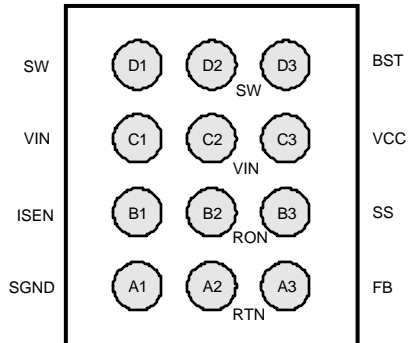 SW D1 D2 D3 BST
SW
VIN C1 C2 C3 VCC
VIN
ISEN B1 B2 B3 SS
RON
SGND A1 A2 A3 FB
RTN